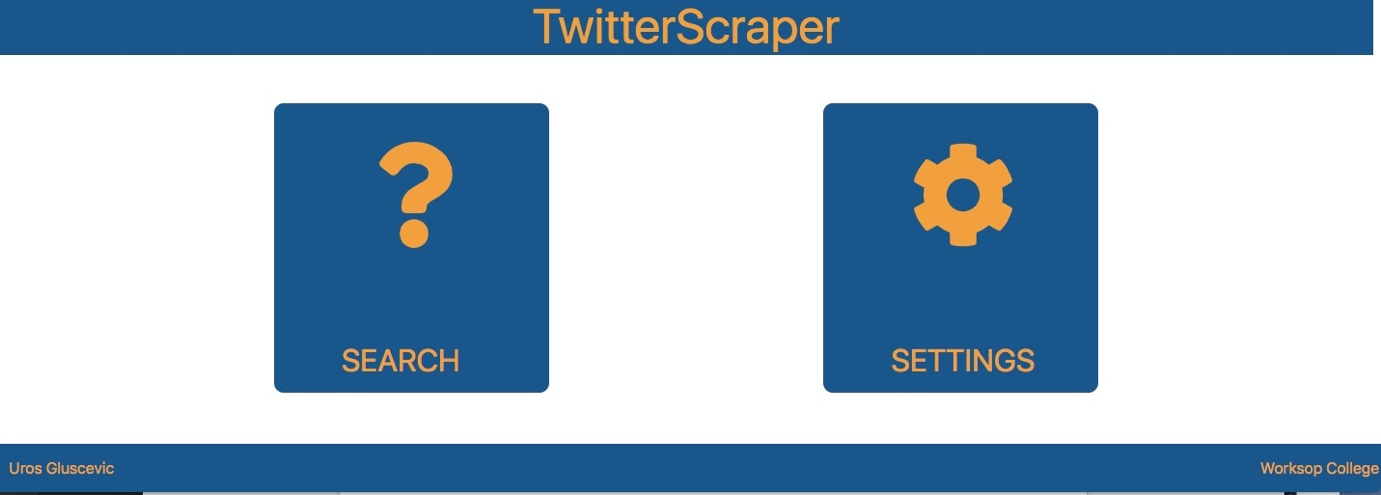 TwitterScraper
SEARCH
SETTINGS
Uros Gluscevic
Worksop College